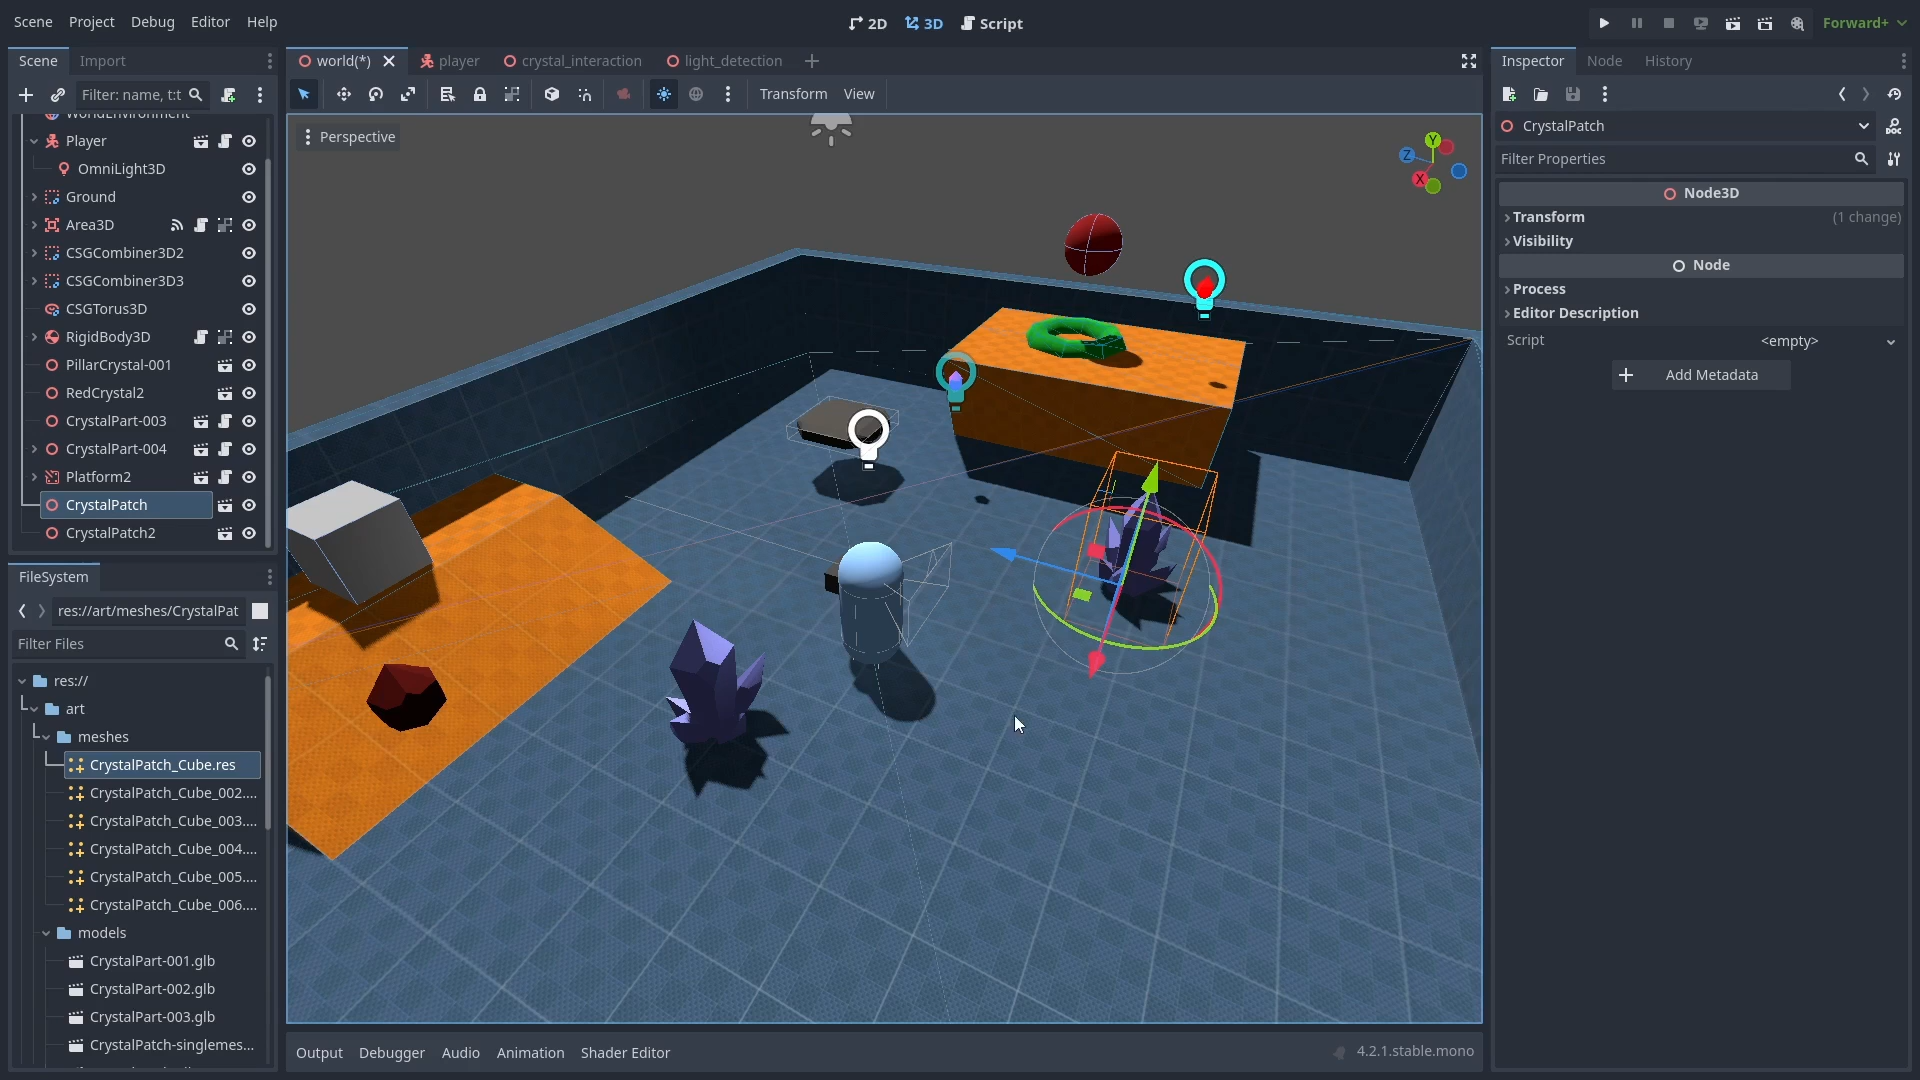 Scene Project Debug Editor Help
2D 3D Script
Forward+
Scene Import
Filter: name, t:t
WorldEnvironment
Player
OmniLight3D
Ground
Area3D
CSGCombiner3D2
CSGCombiner3D3
CSGTorus3D
RigidBody3D
PillarCrystal-001
RedCrystal2
CrystalPart-003
CrystalPart-004
Platform2
CrystalPatch
CrystalPatch2
FileSystem
res://art/meshes/CrystalPat
Filter Files
res://
art
meshes
CrystalPatch_Cube.res
CrystalPatch_Cube_002....
CrystalPatch_Cube_003....
CrystalPatch_Cube_004....
CrystalPatch_Cube_005....
CrystalPatch_Cube_006....
models
CrystalPart-001.glb
CrystalPart-002.glb
CrystalPart-003.glb
CrystalPatch-singlemes...
world(*) player crystal_interaction light_detection
Transform View
Perspective
Y
Z
X
Output Debugger Audio Animation Shader Editor
4.2.1.stable.mono
Inspector Node History
CrystalPatch
DOC
Filter Properties
Node3D
Transform (1 change)
Visibility
Node
Process
Editor Description
Script <empty>
Add Metadata